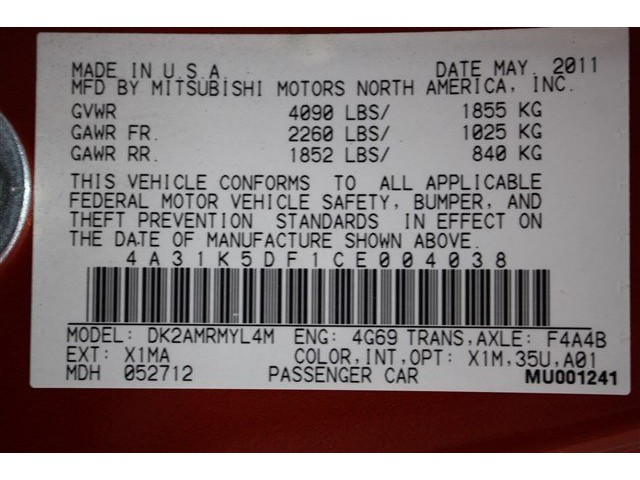 MADE IN U.S.A. DATE MAY. 2011
MFD BY MITSUBISHI MOTORS NORTH AMERICA, INC.
GVWR 4090 LBS/ 1855 KG
GAWR FR. 2260 LBS/ 1025 KG
GAWR RR. 1852 LBS/ 840 KG
THIS VEHICLE CONFORMS TO ALL APPLICABLE
FEDERAL MOTOR VEHICLE SAFETY, BUMPER, AND
THEFT PREVENTION STANDARDS IN EFFECT ON
THE DATE OF MANUFACTURE SHOWN ABOVE.
4A31K5DF1CE004038
MODEL: DK2AMRMYL4M ENG: 4G69 TRANS,AXLE: F4A4B
EXT: X1MA COLOR,INT,OPT: X1M,35U,A01
MDH 052712 PASSENGER CAR MU001241